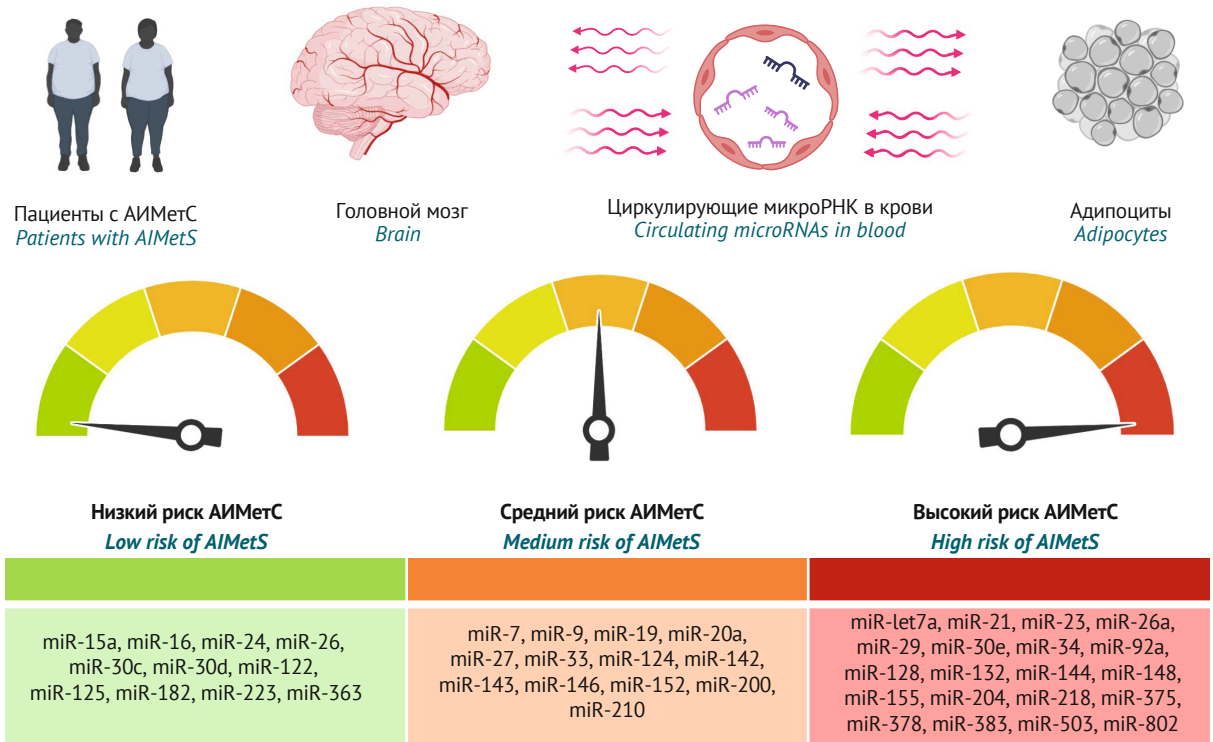 Пациенты с АИМетС
Patients with AIMetS
Головной мозг
Brain
Циркулирующие микроРНК в крови
Circulating microRNAs in blood
Адипоциты
Adipocytes
Низкий риск АИМетС
Low risk of AIMetS
Средний риск АИМетС
Medium risk of AIMetS
Высокий риск АИМетС
High risk of AIMetS
miR-15a, miR-16, miR-24, miR-26,
miR-30c, miR-30d, miR-122,
miR-125, miR-182, miR-223, miR-363
miR-7, miR-9, miR-19, miR-20a,
miR-27, miR-33, miR-124, miR-142,
miR-143, miR-146, miR-152, miR-200,
miR-210
miR-let7a, miR-21, miR-23, miR-26a,
miR-29, miR-30e, miR-34, miR-92a,
miR-128, miR-132, miR-144, miR-148,
miR-155, miR-204, miR-218, miR-375,
miR-378, miR-383, miR-503, miR-802